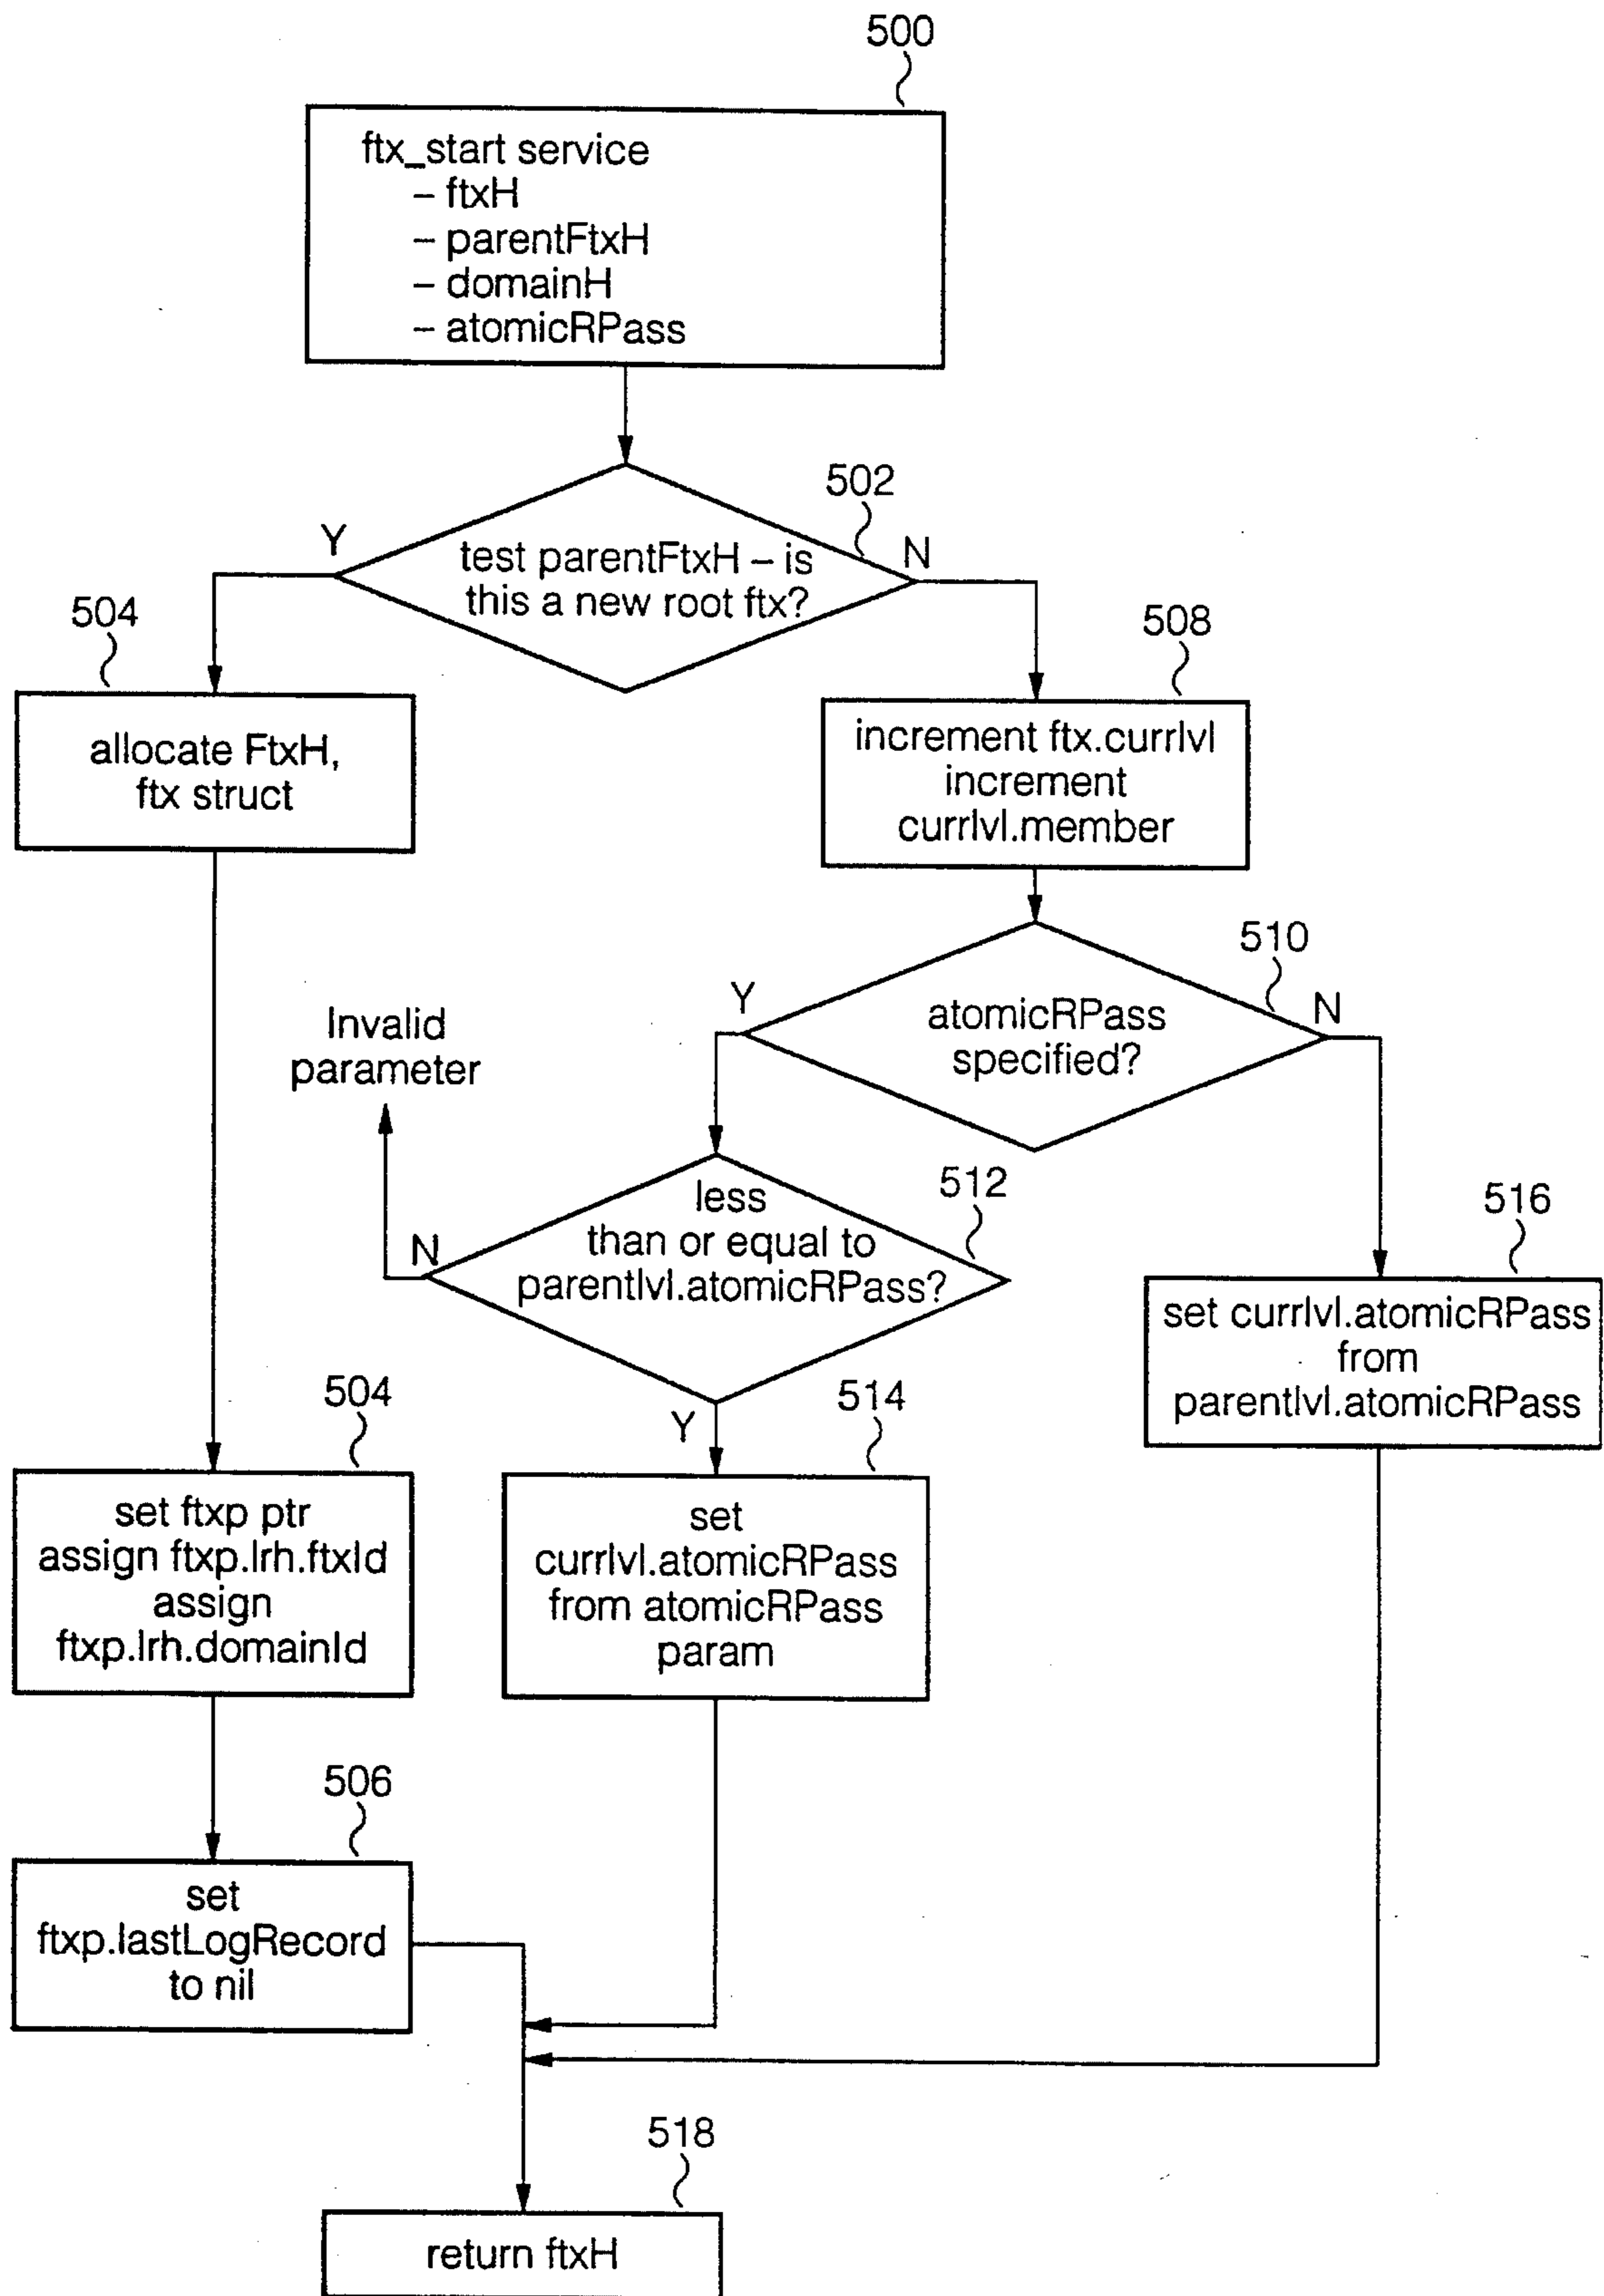 500
ftx_start service
– ftxH
– parentFtxH
– domainH
– atomicRPass
502
Y
N
test parentFtxH – is
this a new root ftx?
504
508
allocate FtxH,
ftx struct
increment ftx.currlvl
increment
currlvl.member
510
Y
N
atomicRPass
specified?
Invalid
parameter
512
516
N
less
than or equal to
parentlvl.atomicRPass?
set currlvl.atomicRPass
from
parentlvl.atomicRPass
504
Y
514
set ftxp ptr
assign ftxp.lrh.ftxId
assign
ftxp.lrh.domainId
set
currlvl.atomicRPass
from atomicRPass
param
506
set
ftxp.lastLogRecord
to nil
518
return ftxH